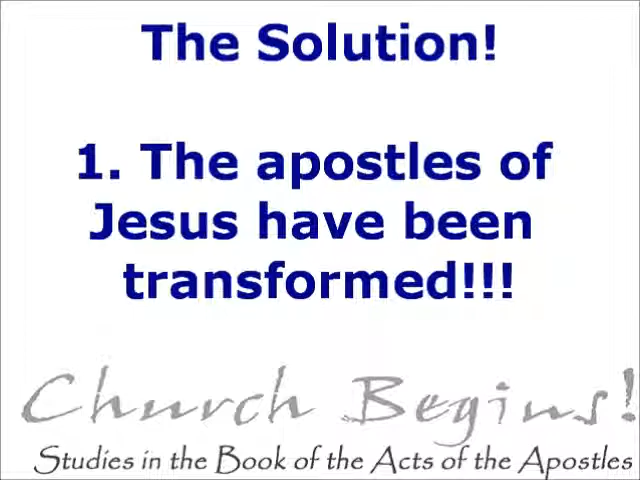 The Solution!
1. The apostles of
Jesus have been
transformed!!!
Church Begins!
Studies in the Book of the Acts of the Apostles